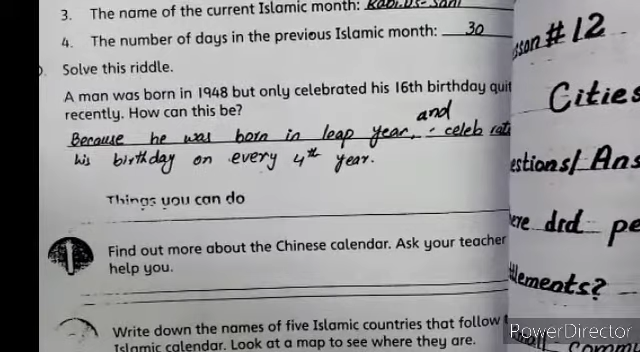 3. The name of the current Islamic month: Rabi-us-Sani
4. The number of days in the previous Islamic month: 30
Solve this riddle.
A man was born in 1948 but only celebrated his 16th birthday quit
recently. How can this be?
and
Because he was born in leap year, celebrate
his birthday on every 4th year.
Things you can do
Find out more about the Chinese calendar. Ask your teacher
help you.
Write down the names of five Islamic countries that follow t
Islamic calendar. Look at a map to see where they are.
sson # 12
Cities
estions/ Ans
ere did pe
ttlements?
PowerDirector